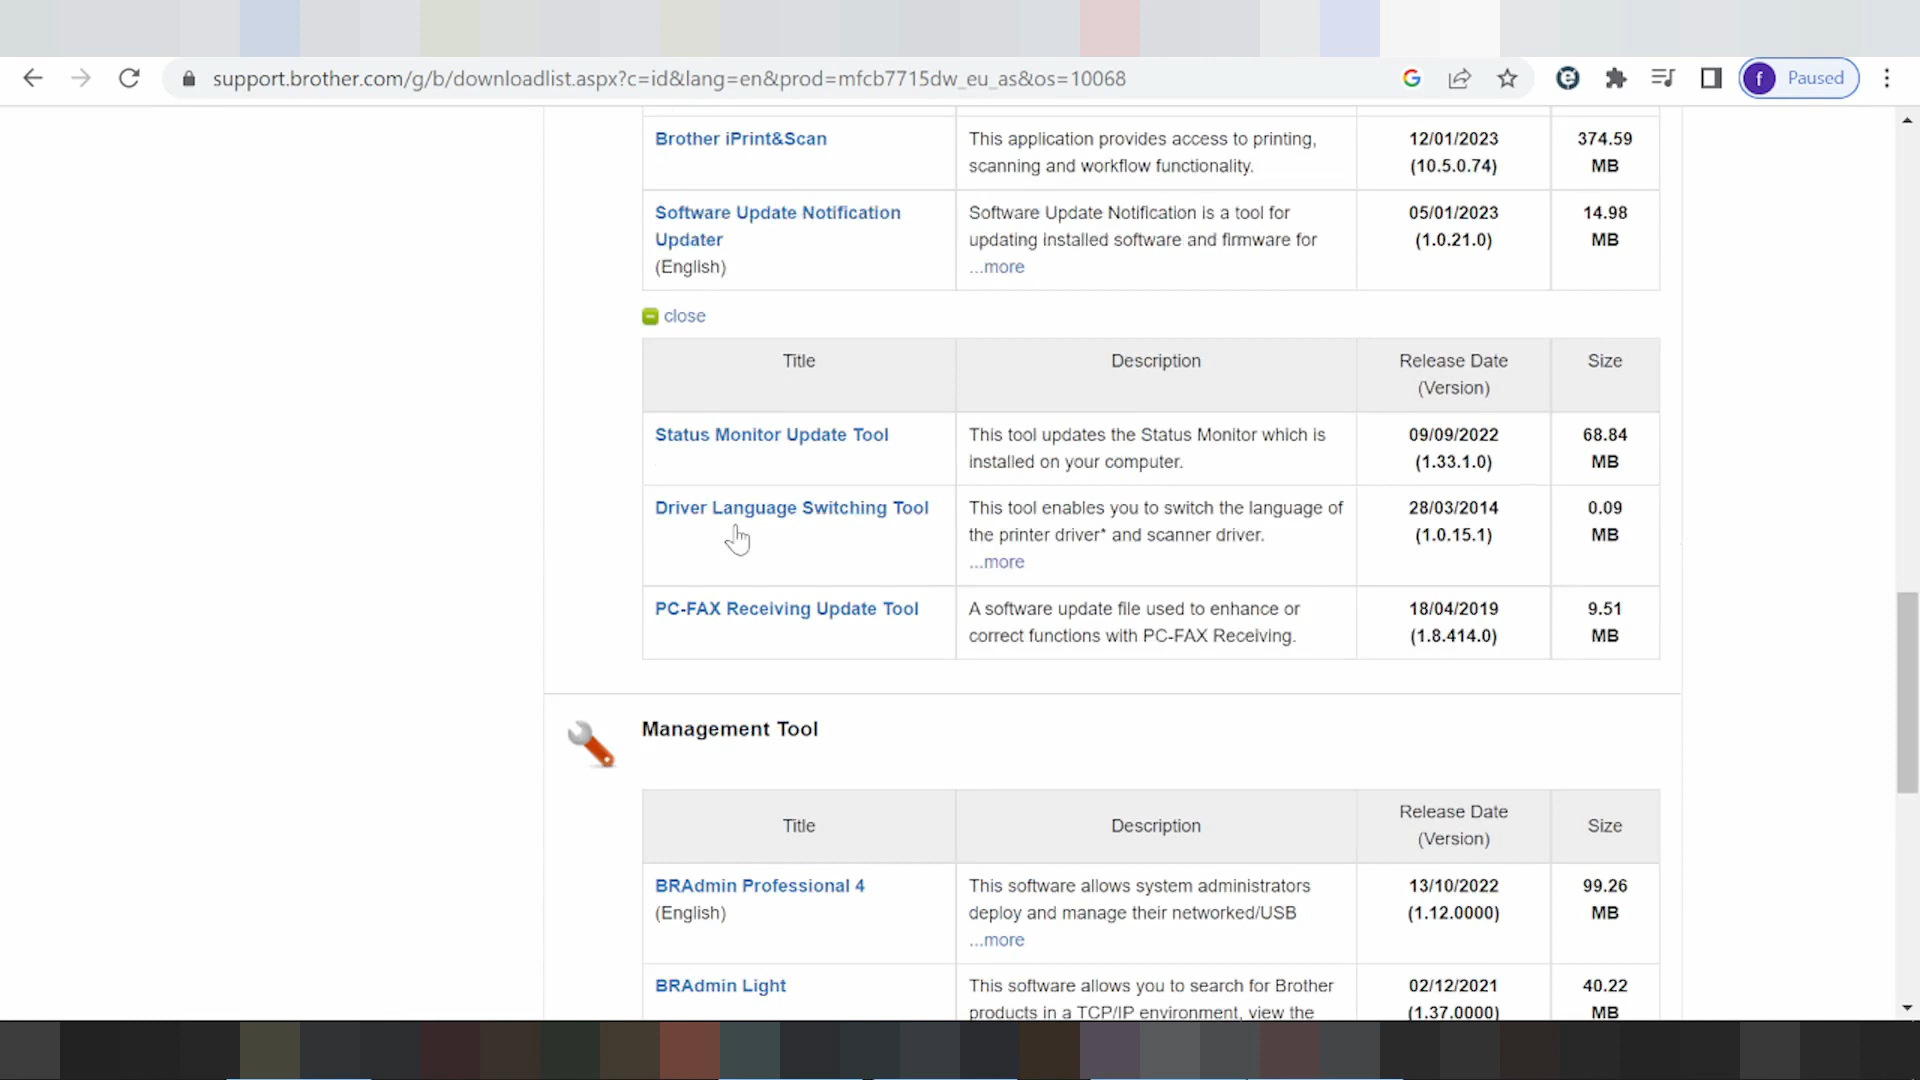 support.brother.com/g/b/downloadlist.aspx?c=id&lang=en&prod=mfcb7715dw_eu_as&os=10068
f
Paused
Brother iPrint&Scan
This application provides access to printing,
scanning and workflow functionality.
12/01/2023
(10.5.0.74)
374.59
MB
Software Update Notification
Updater
(English)
Software Update Notification is a tool for
updating installed software and firmware for
...more
05/01/2023
(1.0.21.0)
14.98
MB
close
Title
Description
Release Date
(Version)
Size
Status Monitor Update Tool
This tool updates the Status Monitor which is
installed on your computer.
09/09/2022
(1.33.1.0)
68.84
MB
Driver Language Switching Tool
This tool enables you to switch the language of
the printer driver* and scanner driver.
...more
28/03/2014
(1.0.15.1)
0.09
MB
PC-FAX Receiving Update Tool
A software update file used to enhance or
correct functions with PC-FAX Receiving.
18/04/2019
(1.8.414.0)
9.51
MB
Management Tool
Title
Description
Release Date
(Version)
Size
BRAdmin Professional 4
(English)
This software allows system administrators
deploy and manage their networked/USB
...more
13/10/2022
(1.12.0000)
99.26
MB
BRAdmin Light
This software allows you to search for Brother
products in a TCP/IP environment, view the
02/12/2021
(1.37.0000)
40.22
MB